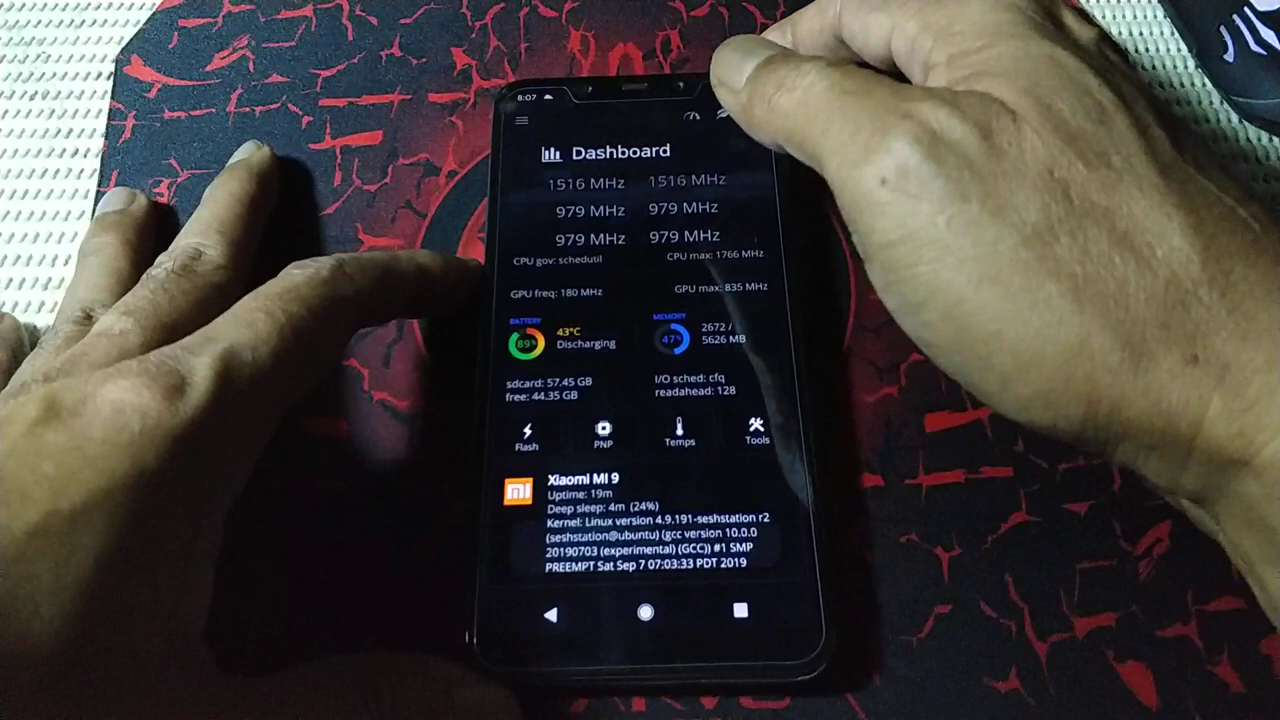 8:07
Dashboard
1516 MHz 1516 MHz
979 MHz 979 MHz
979 MHz 979 MHz
CPU gov: schedutil CPU max: 1766 MHz
GPU freq: 180 MHz GPU max: 835 MHz
BATTERY MEMORY
89% 43°C 47% 2672 /
Discharging 5626 MB
sdcard: 57.45 GB I/O sched: cfq
free: 44.35 GB readahead: 128
Flash PNP Temps Tools
Xiaomi MI 9
Uptime: 19m
Deep sleep: 4m (24%)
Kernel: Linux version 4.9.191-seshstation r2
(seshstation@ubuntu) (gcc version 10.0.0
20190703 (experimental) (GCC)) #1 SMP
PREEMPT Sat Sep 7 07:03:33 PDT 2019